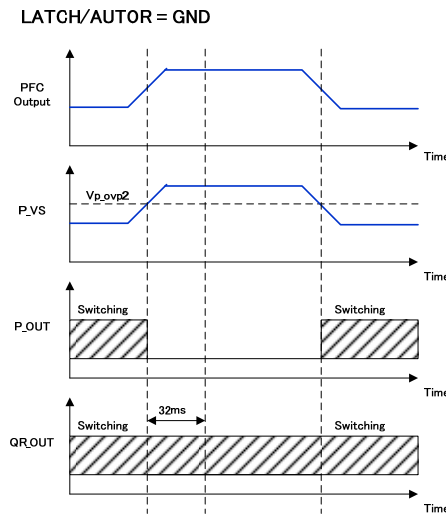 LATCH/AUTOR = GND
PFC
Output
Time
Vp_ovp2
P_VS
Time
Switching
Switching
P_OUT
Time
32ms
Switching
Switching
QR_OUT
Time